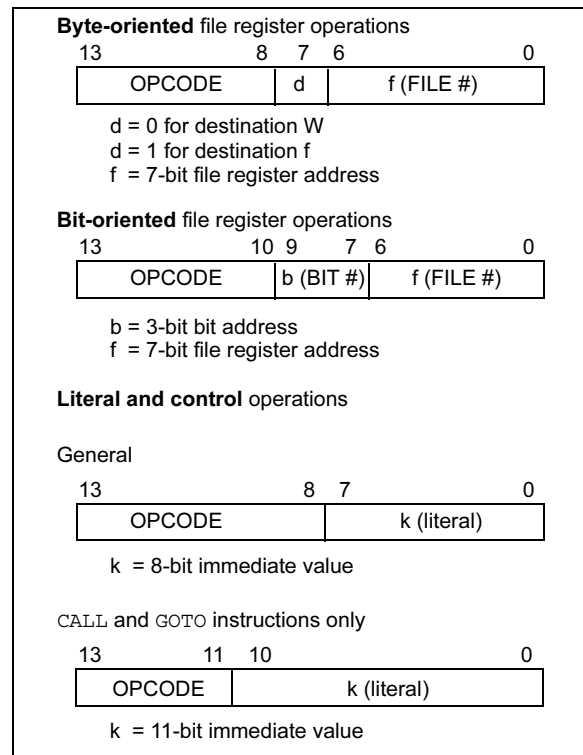 Byte-oriented file register operations
13 8 7 6 0
OPCODE d f (FILE #)
d = 0 for destination W
d = 1 for destination f
f = 7-bit file register address
Bit-oriented file register operations
13 10 9 7 6 0
OPCODE b (BIT #) f (FILE #)
b = 3-bit bit address
f = 7-bit file register address
Literal and control operations
General
13 8 7 0
OPCODE k (literal)
k = 8-bit immediate value
CALL and GOTO instructions only
13 11 10 0
OPCODE k (literal)
k = 11-bit immediate value